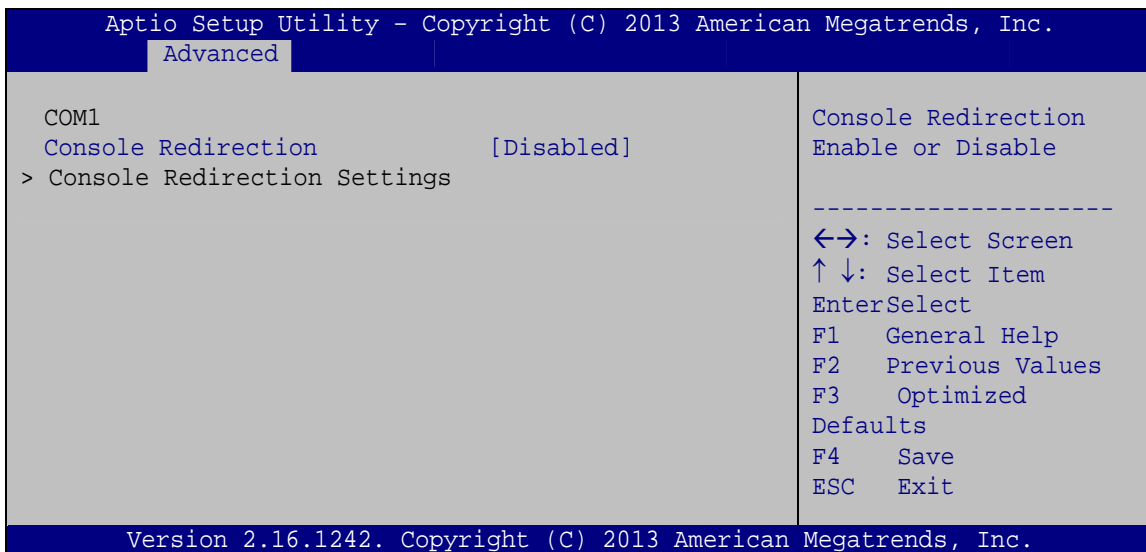 Aptio Setup Utility – Copyright (C) 2013 American Megatrends, Inc.
Advanced
COM1
Console Redirection [Disabled]
> Console Redirection Settings
Console Redirection
Enable or Disable
---------------------
←→: Select Screen
↑ ↓: Select Item
EnterSelect
F1 General Help
F2 Previous Values
F3 Optimized
Defaults
F4 Save
ESC Exit
Version 2.16.1242. Copyright (C) 2013 American Megatrends, Inc.